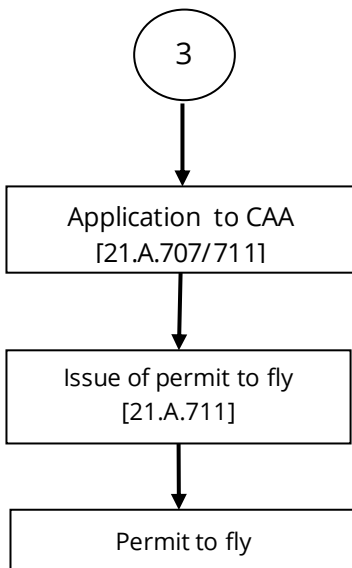 3
Application to CAA
[21.A.707/711]
Issue of permit to fly
[21.A.711]
Permit to fly